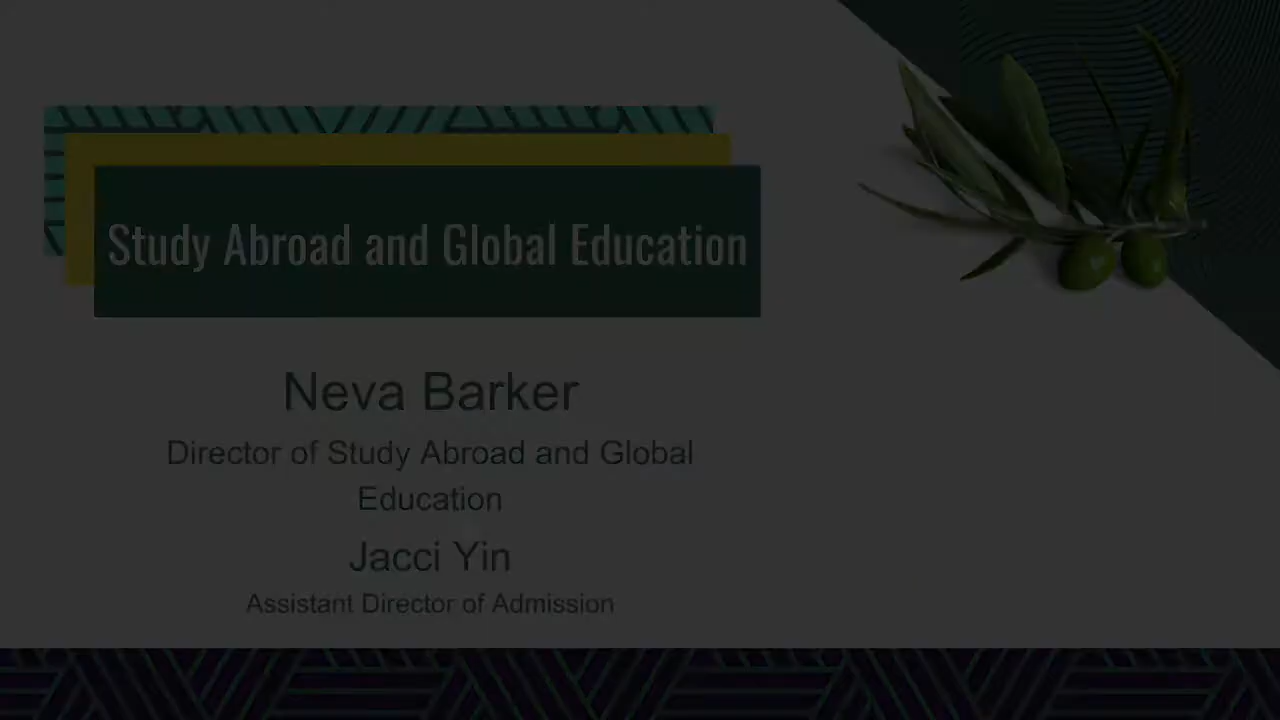 Study Abroad and Global Education
Neva Barker
Director of Study Abroad and Global
Education
Jacci Yin
Assistant Director of Admission